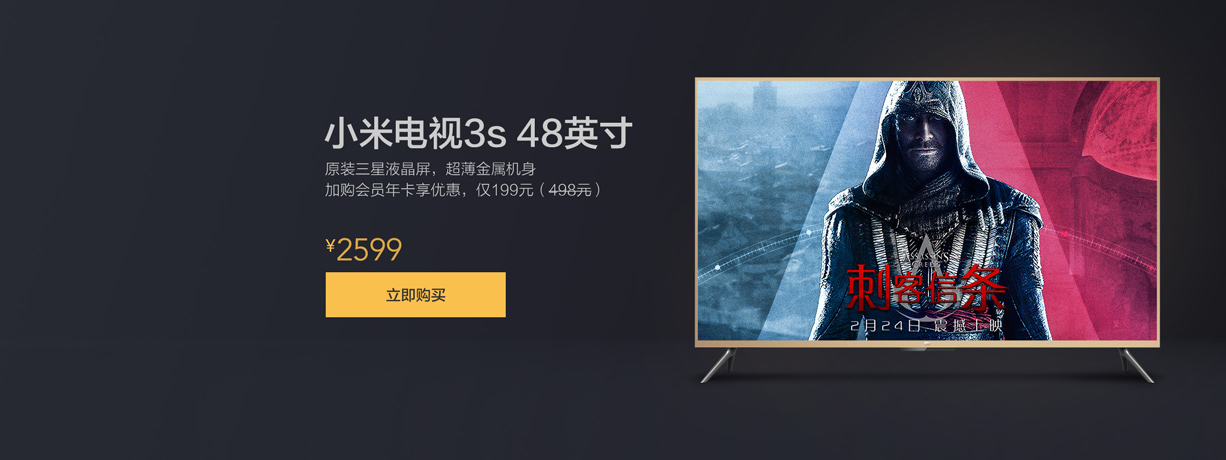 小米电视3s 48英寸
原装三星液晶屏，超薄金属机身
加购会员年卡享优惠，仅199元（498元）
¥2599
立即购买
ASSASSIN'S
CREED
刺客信条
2月24日 震撼上映